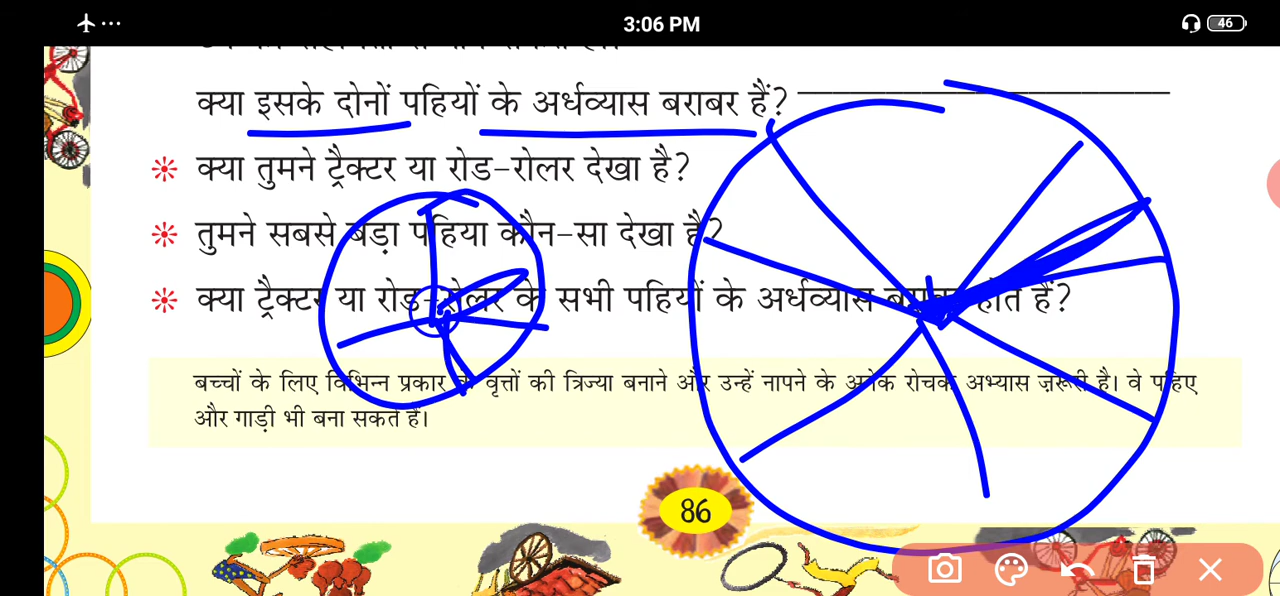 3:06 PM
46
क्या इसके दोनों पहियों के अर्धव्यास बराबर हैं?
क्या तुमने ट्रैक्टर या रोड-रोलर देखा है?
तुमने सबसे बड़ा पहिया कौन-सा देखा है?
क्या ट्रैक्टर या रोड-रोलर के सभी पहियों के अर्धव्यास बराबर होते हैं?
बच्चों के लिए विभिन्न प्रकार के वृत्तों की त्रिज्या बनाने और उन्हें नापने के अनेक रोचक अभ्यास ज़रूरी है। वे पहिए
और गाड़ी भी बना सकते हैं।
86